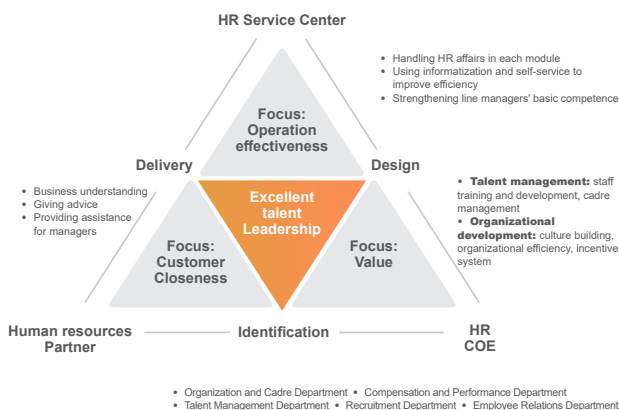 HR Service Center
• Handling HR affairs in each module
• Using informatization and self-service to
improve efficiency
• Strengthening line managers' basic competence
Focus:
Operation
effectiveness
Delivery
Design
• Business understanding
• Giving advice
• Providing assistance
for managers
Excellent
talent
Leadership
• Talent management: staff
training and development, cadre
management
• Organizational
development: culture building,
organizational efficiency, incentive
system
Focus:
Customer
Closeness
Focus:
Value
Human resources
Partner
Identification
HR
COE
• Organization and Cadre Department • Compensation and Performance Department
• Talent Management Department • Recruitment Department • Employee Relations Department